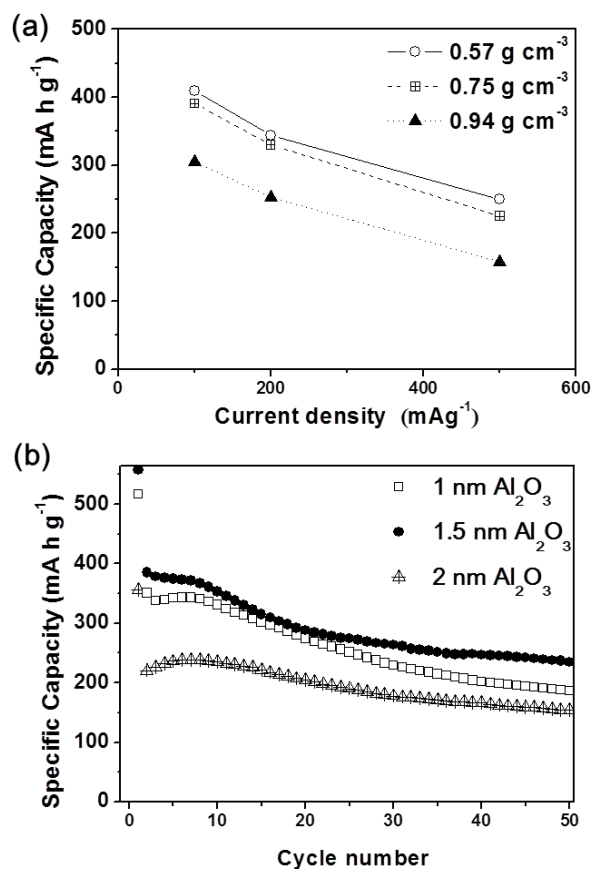 (a)
500
400
300
200
100
0
Specific Capacity (mA h g⁻¹)
0.57 g cm⁻³
0.75 g cm⁻³
0.94 g cm⁻³
0 200 400 600
Current density (mAg⁻¹)
(b)
500
400
300
200
100
0
Specific Capacity (mA h g⁻¹)
1 nm Al₂O₃
1.5 nm Al₂O₃
2 nm Al₂O₃
0 10 20 30 40 50
Cycle number